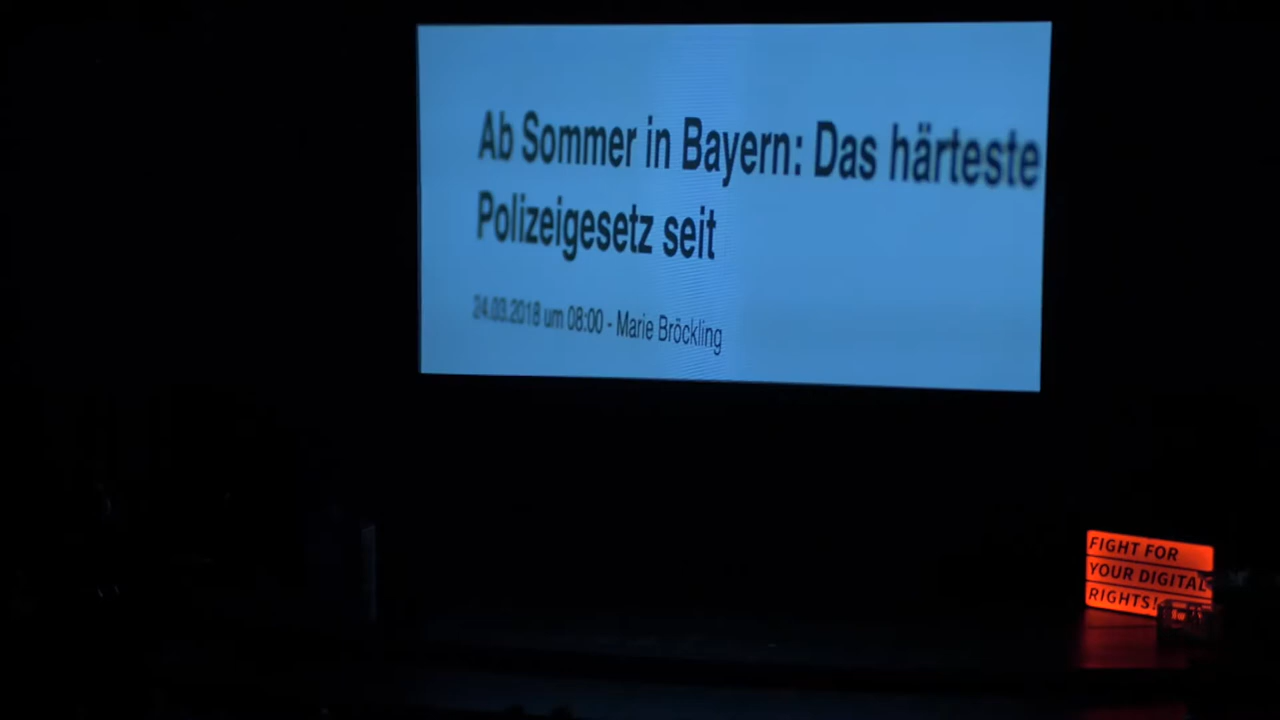 Ab Sommer in Bayern: Das härteste
Polizeigesetz seit
24.03.2018 um 08:00 - Marie Bröckling
FIGHT FOR
YOUR DIGITAL
RIGHTS!